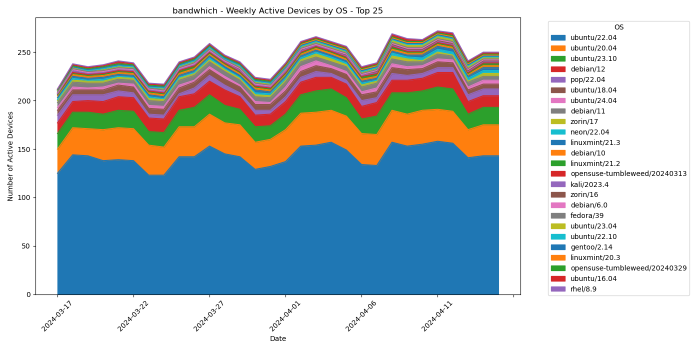 bandwhich - Weekly Active Devices by OS - Top 25
Number of Active Devices
250
200
150
100
50
0
2024-03-17
2024-03-22
2024-03-27
2024-04-01
2024-04-06
2024-04-11
Date
OS
ubuntu/22.04
ubuntu/20.04
ubuntu/23.10
debian/12
pop/22.04
ubuntu/18.04
ubuntu/24.04
debian/11
zorin/17
neon/22.04
linuxmint/21.3
debian/10
linuxmint/21.2
opensuse-tumbleweed/20240313
kali/2023.4
zorin/16
debian/6.0
fedora/39
ubuntu/23.04
ubuntu/22.10
gentoo/2.14
linuxmint/20.3
opensuse-tumbleweed/20240329
ubuntu/16.04
rhel/8.9